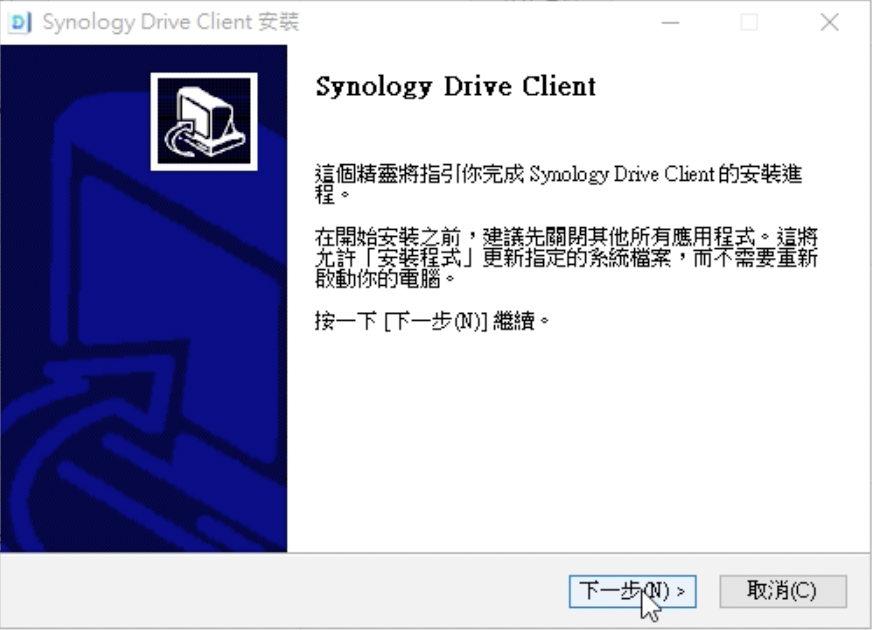 Synology Drive Client 安裝
Synology Drive Client
這個精靈將指引你完成 Synology Drive Client 的安裝進
程。
在開始安裝之前，建議先關閉其他所有應用程式。這將
允許「安裝程式」更新指定的系統檔案，而不需要重新
啟動你的電腦。
按一下 [下一步(N)] 繼續。
下一步(N) >
取消(C)